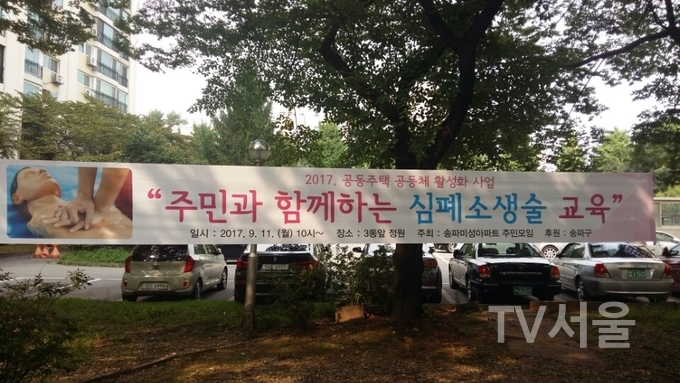 2017. 공동주택 공동체 활성화 사업
“주민과 함께하는 심폐소생술 교육”
일시 : 2017. 9. 11. (월) 10시~ 장소 : 3동앞 정원 주최 : 송파미성아파트 주민모임 후원 : 송파구
2150
TV서울